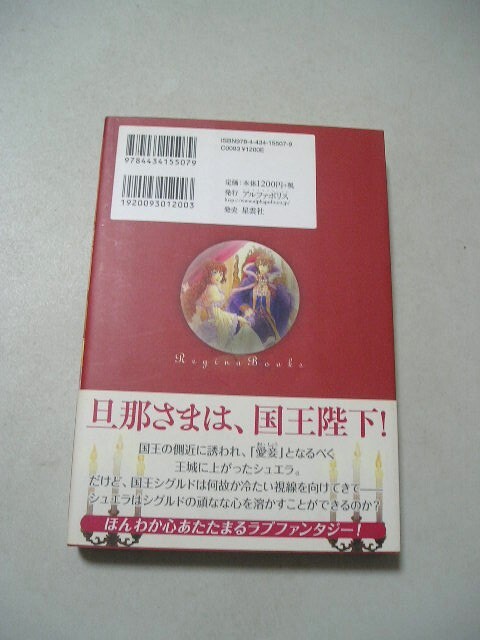 ISBN978-4-434-15507-9
C0093 ¥1200E
9784434155079
1920093012003
定価：本体1200円+税
発行 アルファポリス
発売 星雲社
Regina Books
旦那さまは、国王陛下!
国王の側近に誘われ、「愛妾」となるべく
王城に上がったシュエラ。
だけど、国王シグルドは何故か冷たい視線を向けてきて――
シュエラはシグルドの頑なな心を溶かすことができるのか?
ほんわか心あたたまるラブファンタジー!